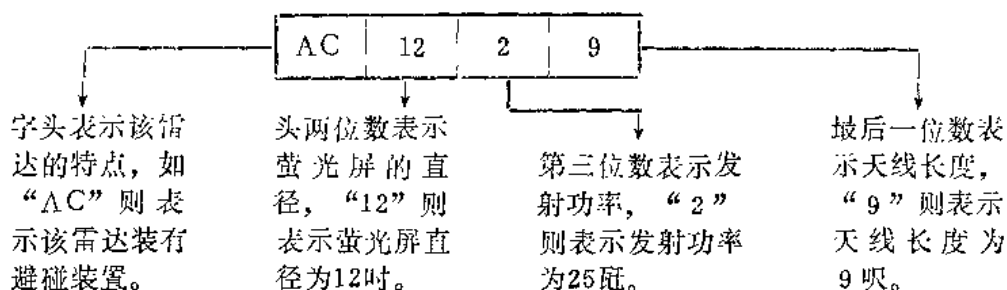 AC 12 2 9
字头表示该雷
达的特点，如
“AC”则表
示该雷达装有
避碰装置。
头两位数表示
萤光屏的直
径，“12”则
表示萤光屏直
径为12吋。
第三位数表示发
射功率，“2”
则表示发射功率
为25瓩。
最后一位数表
示天线长度，
“9”则表示
天线长度为
9呎。